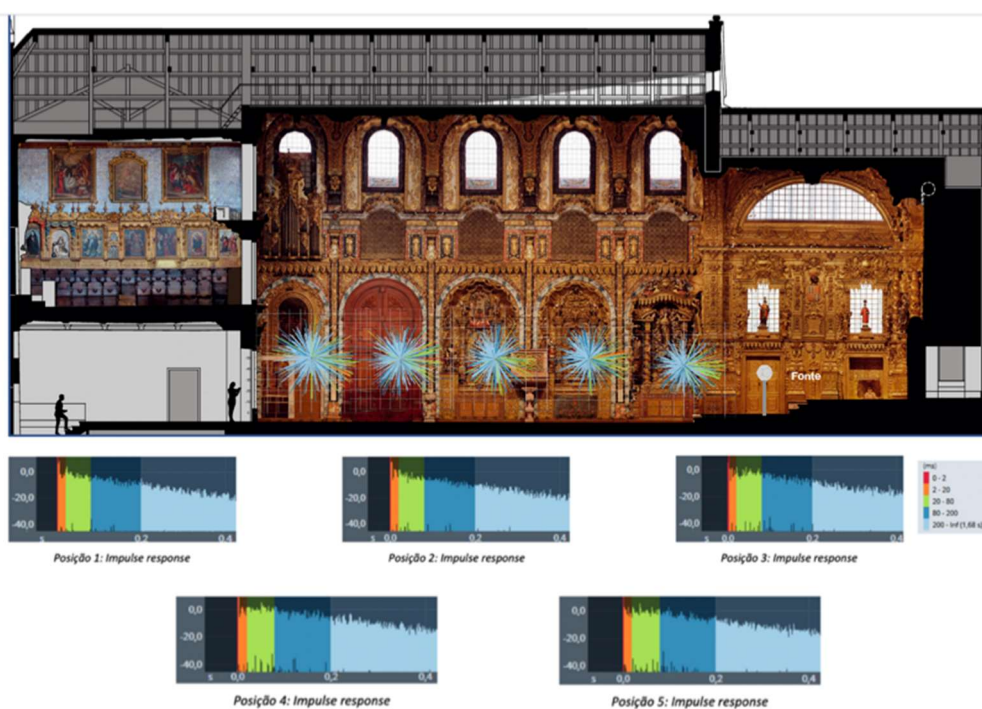 Fonte
0,0
-20,0
-40,0
s
0,2
0,4
Posição 1: Impulse response
0,0
-20,0
-40,0
s
0,0
0,2
0,4
Posição 2: Impulse response
0,0
-20,0
-40,0
s
0,0
0,2
0,4
Posição 3: Impulse response
[ms]
0 - 2
2 - 20
20 - 80
80 - 200
200 - Inf (1,68 s)
0,0
-20,0
-40,0
s
0,0
0,2
0,4
Posição 4: Impulse response
0,0
-20,0
-40,0
s
0,0
0,2
0,4
Posição 5: Impulse response